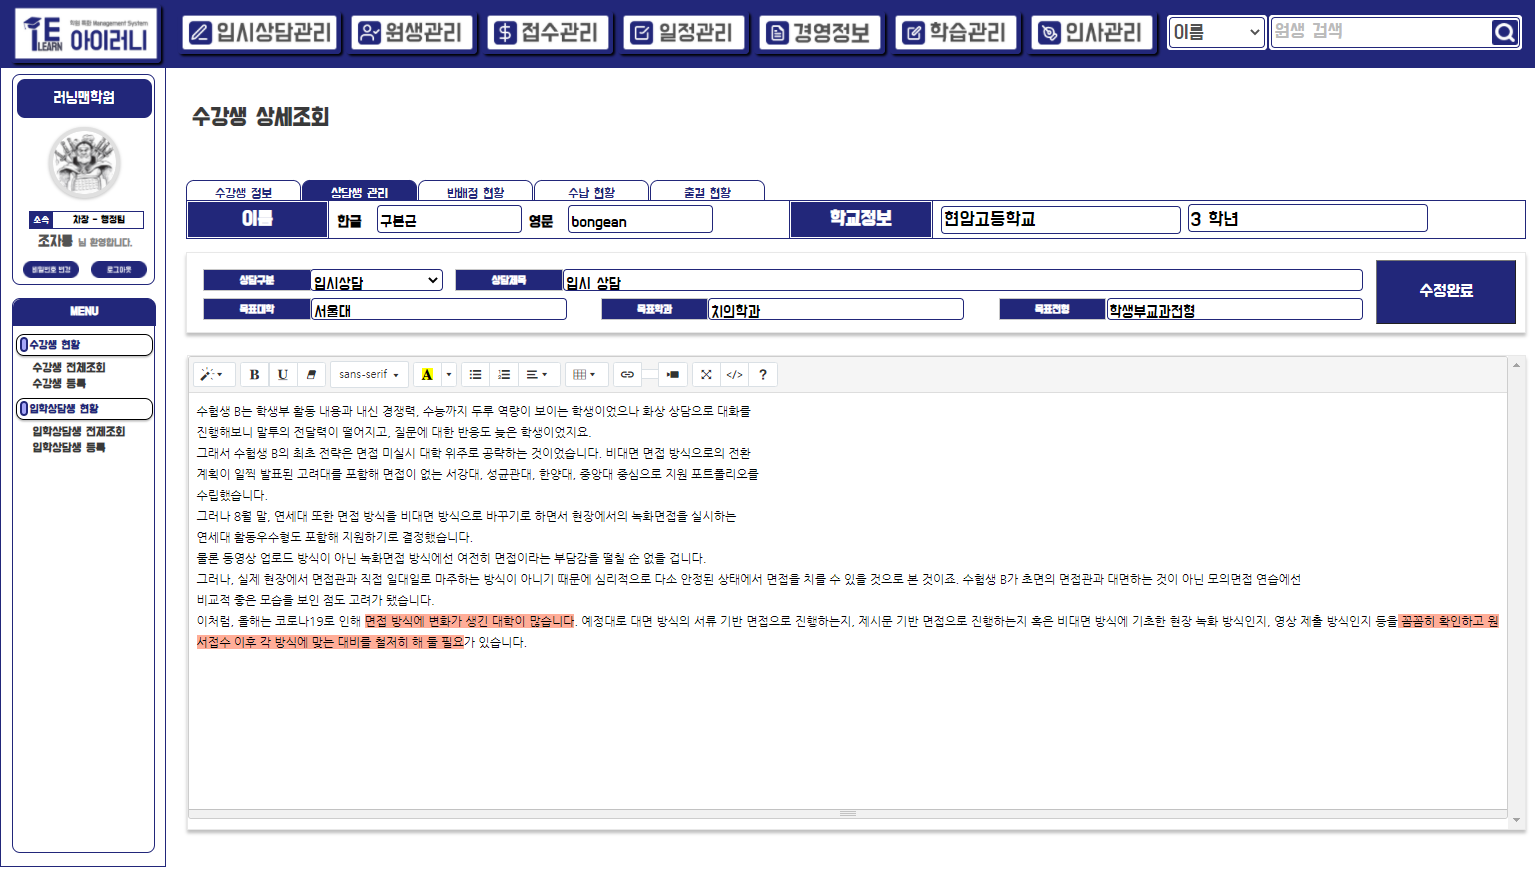 학원 목회 Management System
i.E LEARN 아이러니
입시상담관리 원생관리 접수관리 일정관리 경영정보 학습관리 인사관리 이름 원생 검색
러닝맨학원
소속 차장 - 행정팀
조자룡 님 환영합니다.
비밀번호 변경 로그아웃
MENU
수강생 현황
수강생 전체조회
수강생 등록
입학상담생 현황
입학상담생 전체조회
입학상담생 등록
수강생 상세조회
수강생 정보 상담생 관리 반배정 현황 수납 현황 출결 현황
이름 한글 구본근 영문 bongean 학교정보 현암고등학교 3 학년
상담구분 입시상담 상담제목 입시 상담
목표대학 서울대 목표학과 치의학과 목표전형 학생부교과전형
수정완료
B U sans-serif A </> ?
수험생 B는 학생부 활동 내용과 내신 경쟁력, 수능까지 두루 역량이 보이는 학생이었으나 화상 상담으로 대화를
진행해보니 말투의 전달력이 떨어지고, 질문에 대한 반응도 늦은 학생이었지요.
그래서 수험생 B의 최초 전략은 면접 미실시 대학 위주로 공략하는 것이었습니다. 비대면 면접 방식으로의 전환
계획이 일찍 발표된 고려대를 포함해 면접이 없는 서강대, 성균관대, 한양대, 중앙대 중심으로 지원 포트폴리오를
수립했습니다.
그러나 8월 말, 연세대 또한 면접 방식을 비대면 방식으로 바꾸기로 하면서 현장에서의 녹화면접을 실시하는
연세대 활동우수형도 포함해 지원하기로 결정했습니다.
물론 동영상 업로드 방식이 아닌 녹화면접 방식에선 여전히 면접이라는 부담감을 떨칠 순 없을 겁니다.
그러나, 실제 현장에서 면접관과 직접 일대일로 마주하는 방식이 아니기 때문에 심리적으로 다소 안정된 상태에서 면접을 치를 수 있을 것으로 본 것이죠. 수험생 B가 초면의 면접관과 대면하는 것이 아닌 모의면접 연습에선
비교적 좋은 모습을 보인 점도 고려가 됐습니다.
이처럼, 올해는 코로나19로 인해 면접 방식에 변화가 생긴 대학이 많습니다. 예정대로 대면 방식의 서류 기반 면접으로 진행하는지, 제시문 기반 면접으로 진행하는지 혹은 비대면 방식에 기초한 현장 녹화 방식인지, 영상 제출 방식인지 등을 꼼꼼히 확인하고 원
서접수 이후 각 방식에 맞는 대비를 철저히 해 둘 필요가 있습니다.